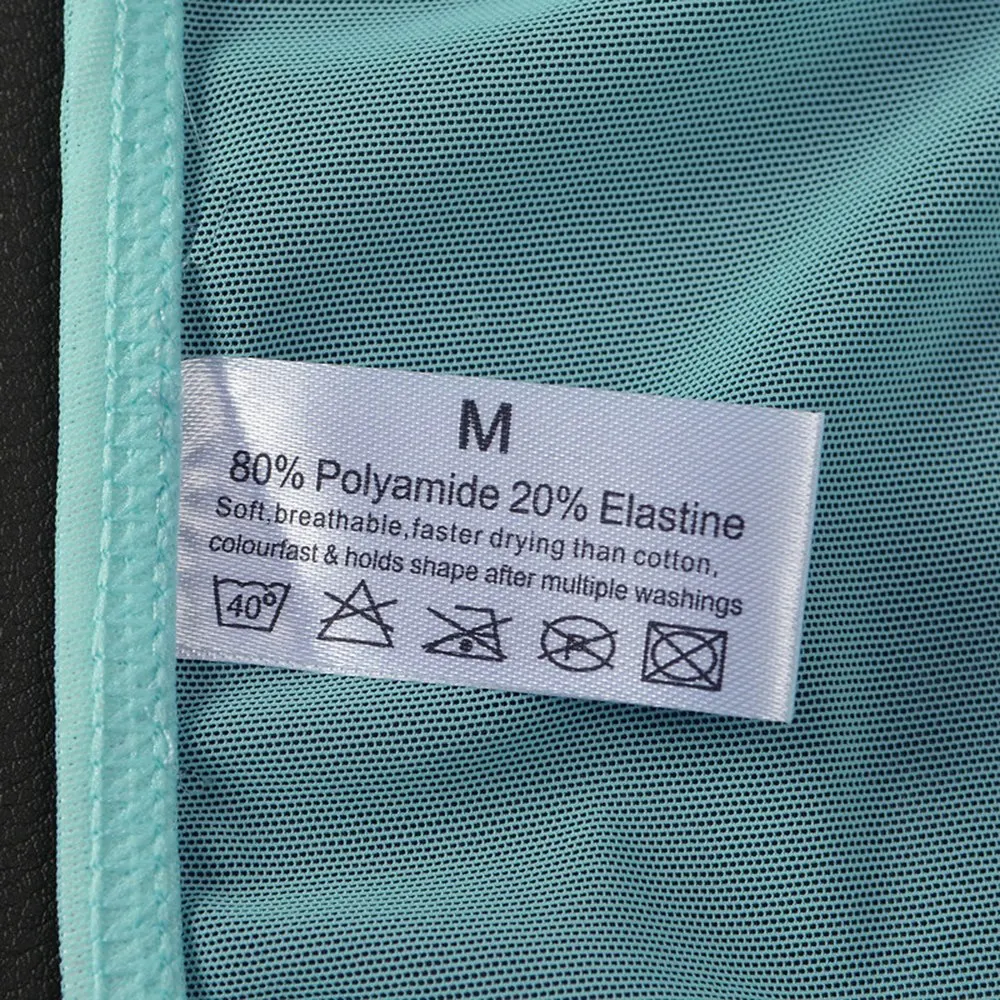 M
80% Polyamide 20% Elastine
Soft,breathable,faster drying than cotton,
colourfast & holds shape after multiple washings
40° P